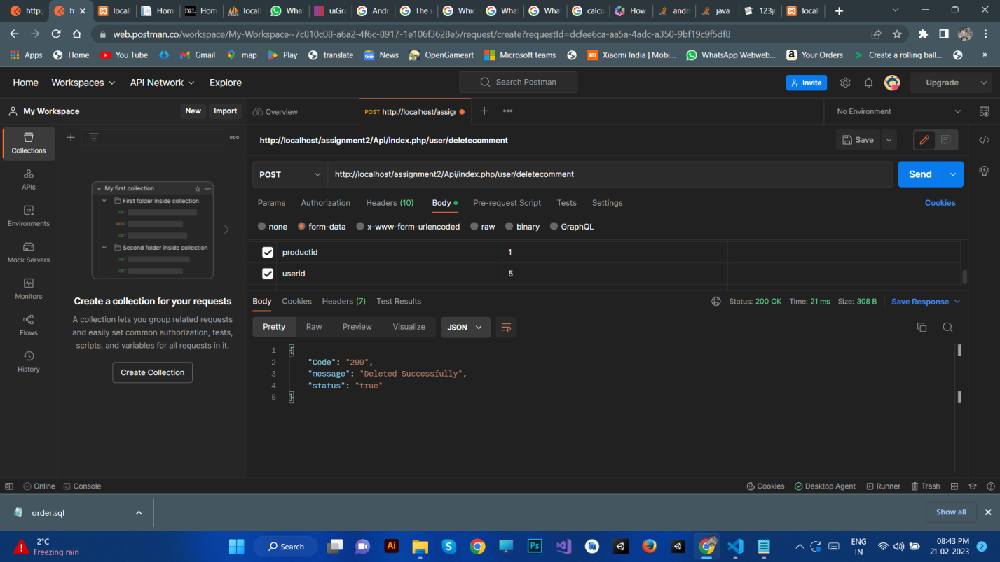 http:/
h
locall
Home
D2L
Hom
locall
What
uiGra
Andr
The i
Whic
What
What
calcu
How
andro
java
123jo
locall
web.postman.co/workspace/My-Workspace~7c810c08-a6a2-4f6c-8917-1e106f3628e5/request/create?requestId=dcfee6ca-aa5a-4adc-a350-9bf19c9f5df8
Apps
Home
You Tube
Gmail
map
Play
translate
News
OpenGameart
Microsoft teams
Xiaomi India | Mobi...
WhatsApp Webweb...
Your Orders
Create a rolling ball...
»
Home
Workspaces
API Network
Explore
Search Postman
Invite
Upgrade
My Workspace
New
Import
Overview
POST http://localhost/assig
No Environment
Collections
APIs
Environments
Mock Servers
Monitors
Flows
History
My first collection
First folder inside collection
GET
POST
GET
Second folder inside collection
GET
GET
Create a collection for your requests
A collection lets you group related requests
and easily set common authorization, tests,
scripts, and variables for all requests in it.
Create Collection
http://localhost/assignment2/Api/index.php/user/deletecomment
Save
POST
http://localhost/assignment2/Api/index.php/user/deletecomment
Send
Params
Authorization
Headers (10)
Body
Pre-request Script
Tests
Settings
Cookies
none
form-data
x-www-form-urlencoded
raw
binary
GraphQL
productid
1
userid
5
Body
Cookies
Headers (7)
Test Results
Status: 200 OK
Time: 21 ms
Size: 308 B
Save Response
Pretty
Raw
Preview
Visualize
JSON
1 {
2 "Code": "200",
3 "message": "Deleted Successfully",
4 "status": "true"
5 }
Online
Console
Cookies
Desktop Agent
Runner
Trash
order.sql
Show all
-2°C
Freezing rain
Search
Ai
Ps
ENG
IN
08:43 PM
21-02-2023
2